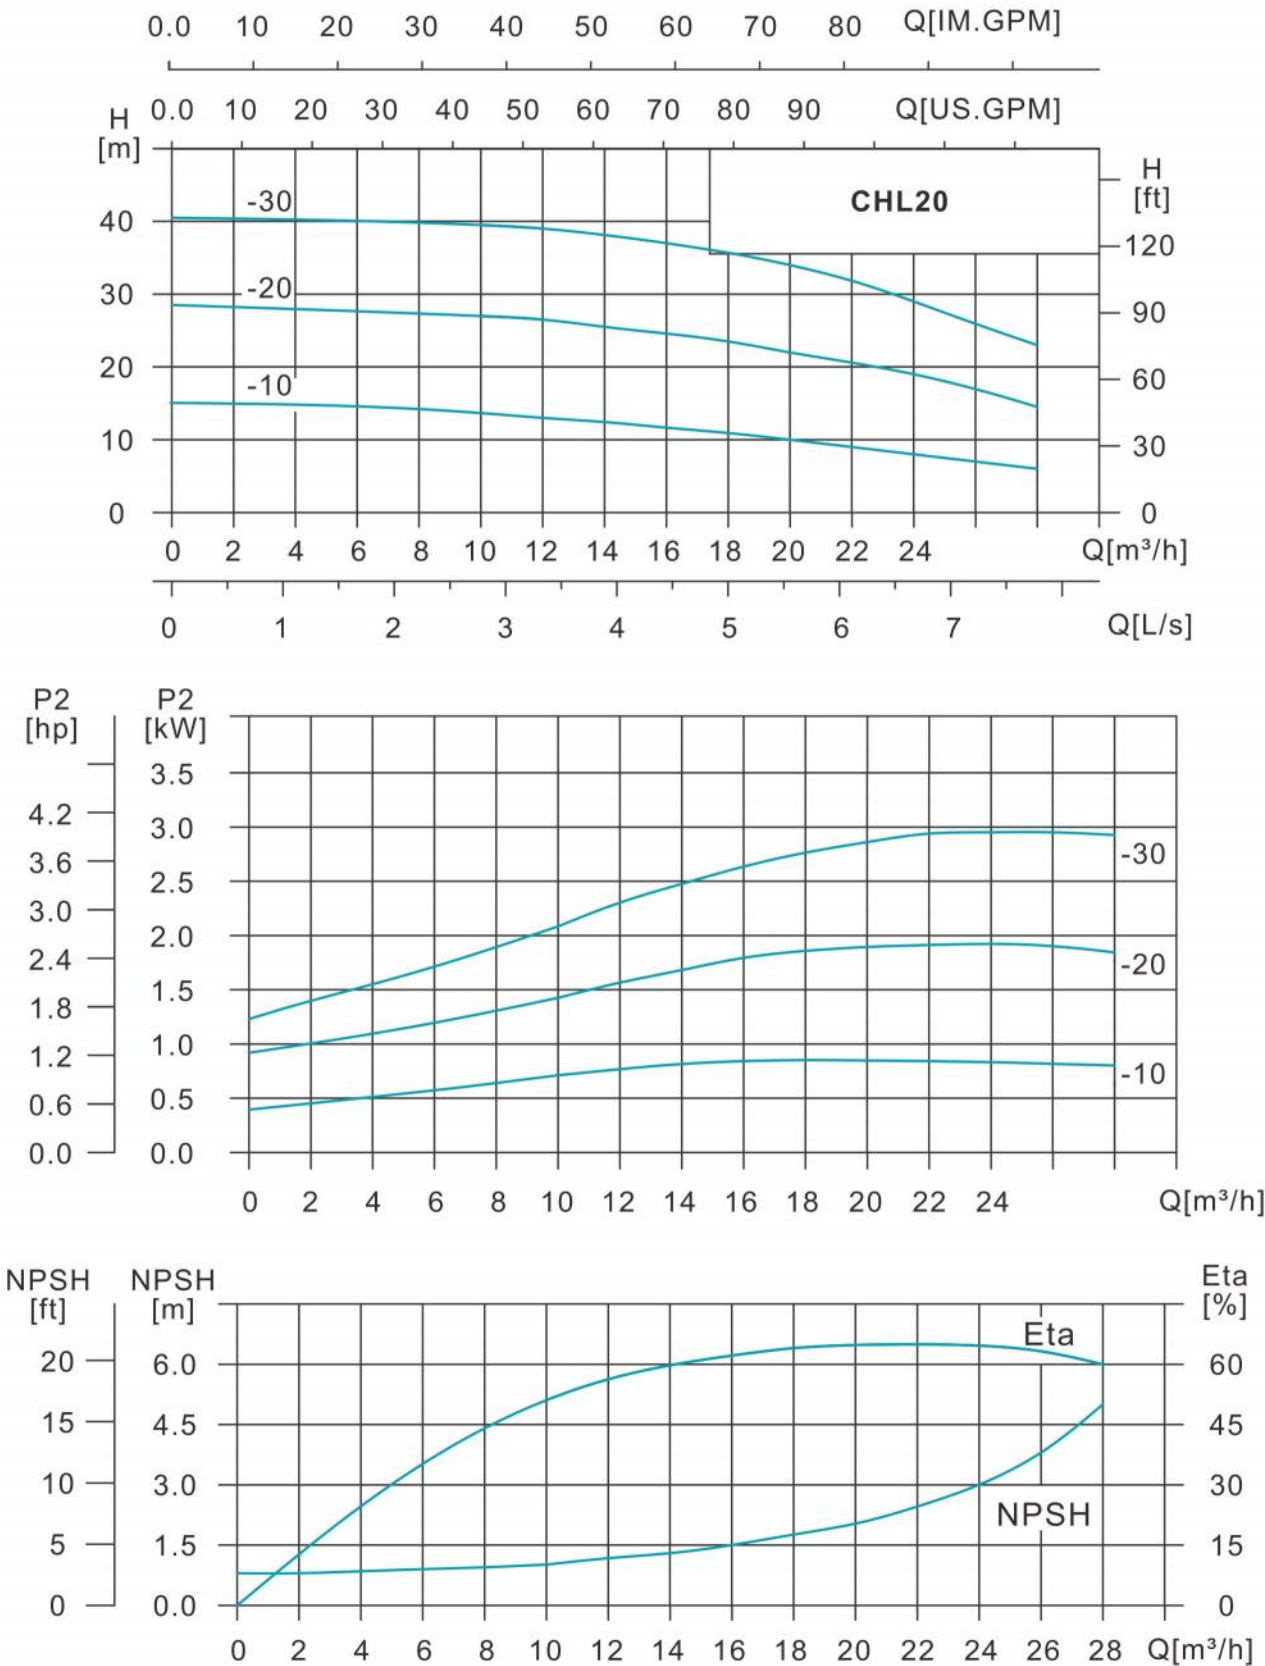 0.0 10 20 30 40 50 60 70 80 Q[IM.GPM]
0.0 10 20 30 40 50 60 70 80 90 Q[US.GPM]
H
[m]
H
[ft]
CHL20
-30
40
120
-20
30
90
20
60
-10
10
30
0
0
0 2 4 6 8 10 12 14 16 18 20 22 24 Q[m³/h]
0 1 2 3 4 5 6 7 Q[L/s]
P2
[hp]
P2
[kW]
3.5
4.2
3.0
3.6
-30
2.5
3.0
2.0
2.4
-20
1.5
1.8
1.0
1.2
-10
0.5
0.6
0.0
0.0
0 2 4 6 8 10 12 14 16 18 20 22 24 Q[m³/h]
NPSH
[ft]
NPSH
[m]
Eta
[%]
Eta
20 6.0 60
15 4.5 45
10 3.0 30
NPSH
5 1.5 15
0 0.0 0
0 2 4 6 8 10 12 14 16 18 20 22 24 26 28 Q[m³/h]